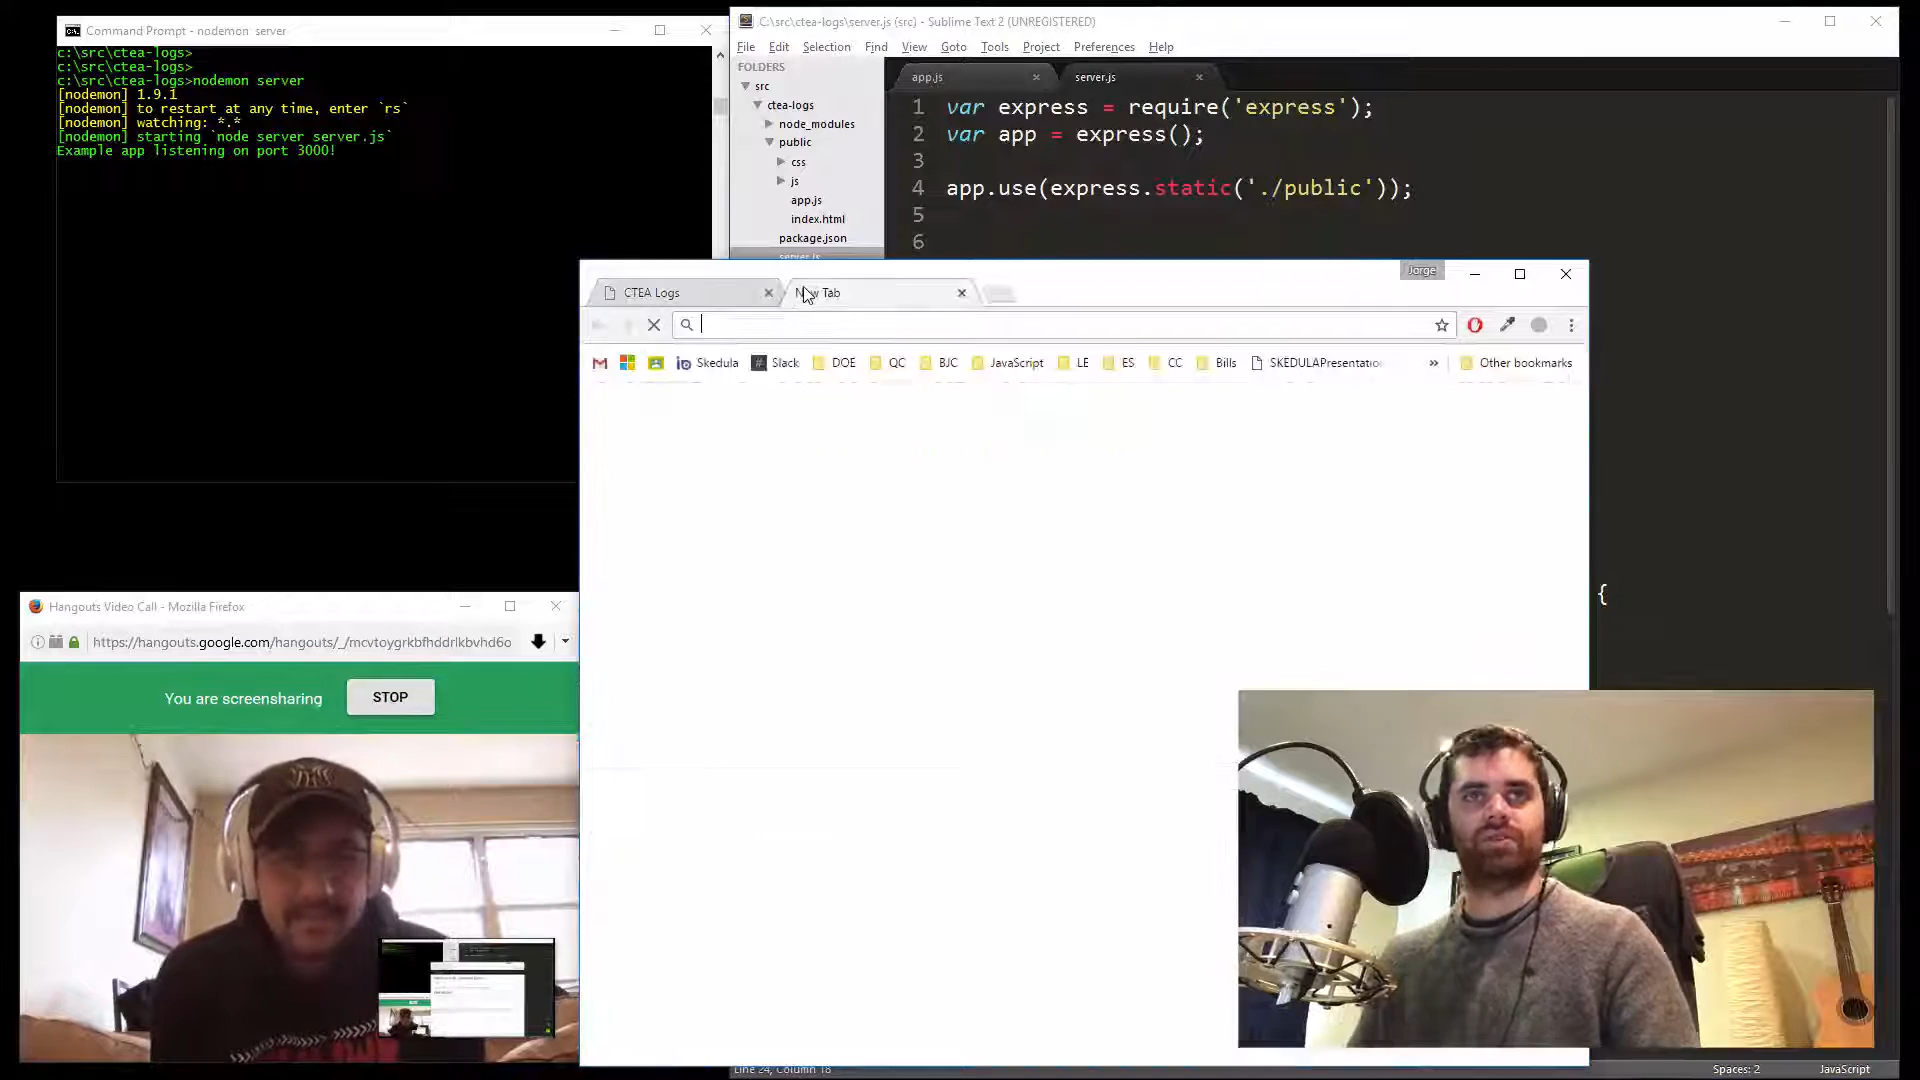 Command Prompt - nodemon server
c:\src\ctea-logs>
c:\src\ctea-logs>
c:\src\ctea-logs>nodemon server
[nodemon] 1.9.1
[nodemon] to restart at any time, enter `rs`
[nodemon] watching: *.*
[nodemon] starting `node server server.js`
Example app listening on port 3000!
C:\src\ctea-logs\server.js (src) - Sublime Text 2 (UNREGISTERED)
File Edit Selection Find View Goto Tools Project Preferences Help
FOLDERS
src
ctea-logs
node_modules
public
css
js
app.js
index.html
package.json
server.js
app.js server.js
1 var express = require('express');
2 var app = express();
3
4 app.use(express.static('./public'));
5
6
{
Jorge
CTEA Logs New Tab
Skedula Slack DOE QC BJC JavaScript LE ES CC Bills SKEDULAPresentatio » Other bookmarks
Hangouts Video Call - Mozilla Firefox
https://hangouts.google.com/hangouts/_/mcvtoygrkbfhddrlkbvhd6o
You are screensharing STOP
Line 24, Column 18 Spaces: 2 JavaScript